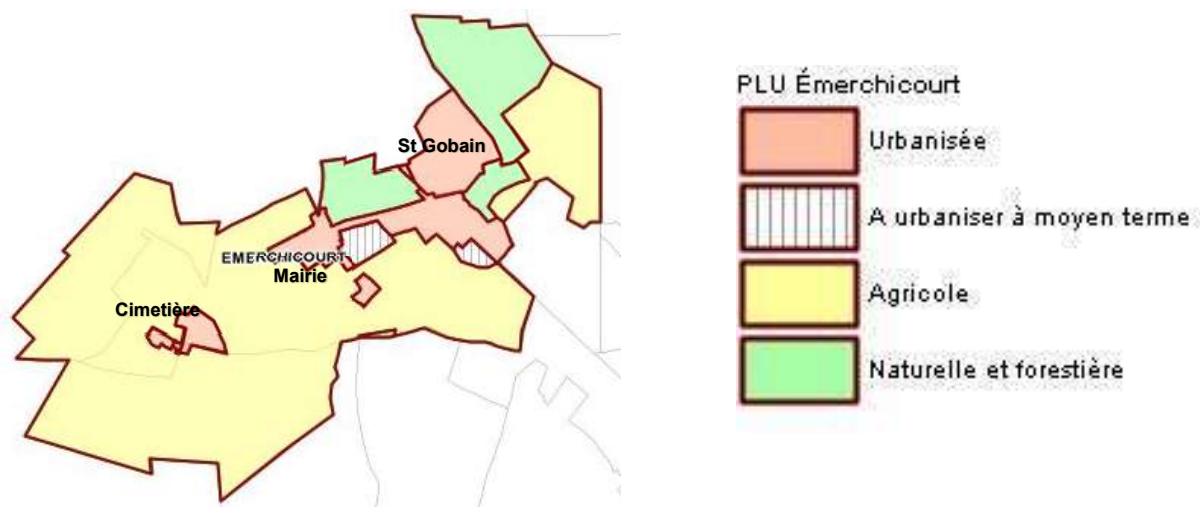 St Gobain
EMERCHICOURT
Mairie
Cimetière
PLU Émerchicourt
Urbanisée
A urbaniser à moyen terme
Agricole
Naturelle et forestière